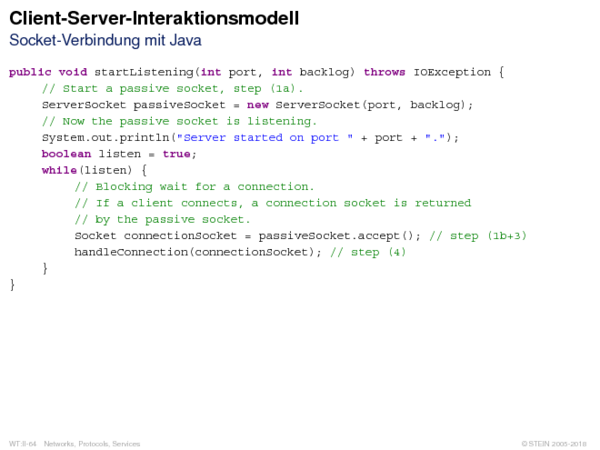 Client-Server-Interaktionsmodell
Socket-Verbindung mit Java
public void startListening(int port, int backlog) throws IOException {
// Start a passive socket, step (1a).
ServerSocket passiveSocket = new ServerSocket(port, backlog);
// Now the passive socket is listening.
System.out.println("Server started on port " + port + ".");
boolean listen = true;
while(listen) {
// Blocking wait for a connection.
// If a client connects, a connection socket is returned
// by the passive socket.
Socket connectionSocket = passiveSocket.accept(); // step (1b+3)
handleConnection(connectionSocket); // step (4)
}
}
WT:II-64 Networks, Protocols, Services © STEIN 2005-2018